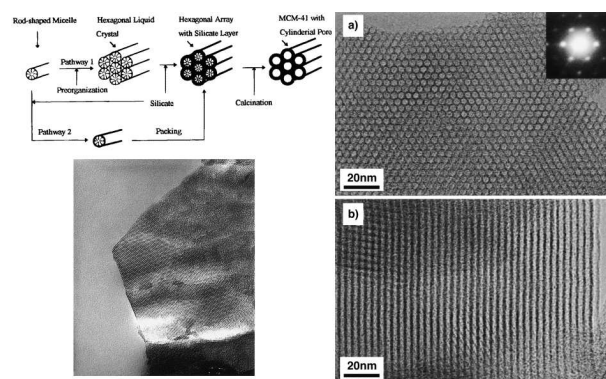 Rod-shaped Micelle
Hexagonal Liquid
Crystal
Hexagonal Array
with Silicate Layer
MCM-41 with
Cylinderial Pore
Pathway 1
Preorganization
Silicate
Calcination
Pathway 2
Packing
a)
20nm
b)
20nm